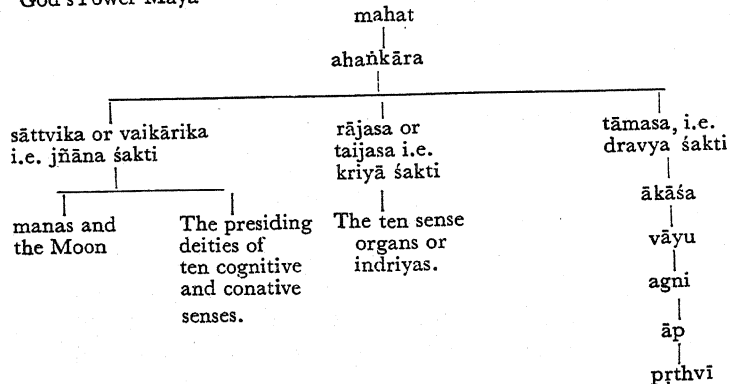 God's Power Māyā
mahat
ahaṅkāra
sāttvika or vaikārika
i.e. jñāna śakti
manas and
the Moon
The presiding
deities of
ten cognitive
and conative
senses.
rājasa or
taijasa i.e.
kriyā śakti
The ten sense
organs or
indriyas.
tāmasa, i.e.
dravya śakti
ākāśa
vāyu
agni
āp
pṛthvī